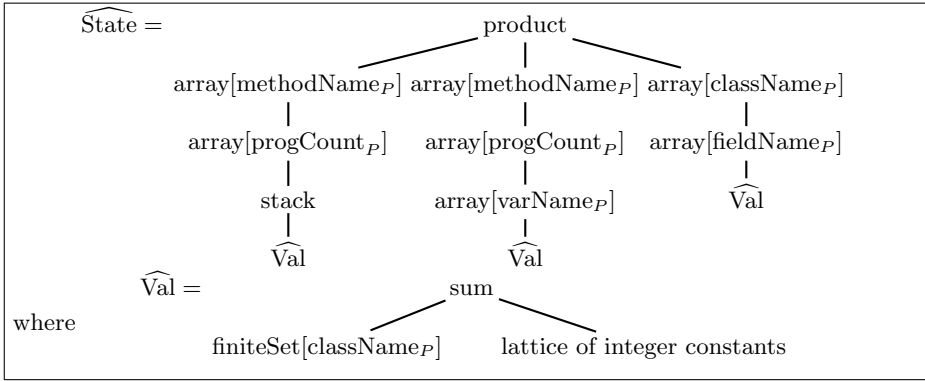 State^ = product
array[methodName_P] array[methodName_P] array[className_P]
array[progCount_P] array[progCount_P] array[fieldName_P]
stack array[varName_P] Val^
Val^ Val^
Val^ = sum
where
finiteSet[className_P] lattice of integer constants